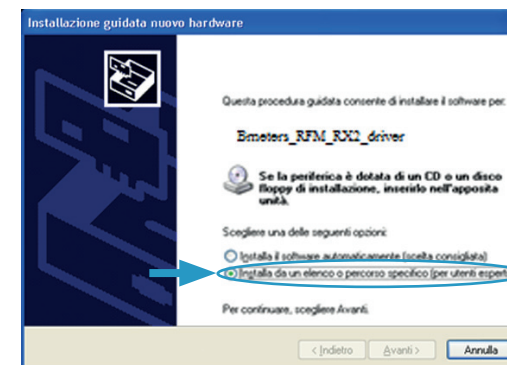 Installazione guidata nuovo hardware
Questa procedura guidata consente di installare il software per:
Bmeters_RFM_RX2_driver
Se la periferica è dotata di un CD o un disco
floppy di installazione, inserirlo nell'apposita
unità.
Scegliere una delle seguenti opzioni:
Installa il software automaticamente (scelta consigliata)
Installa da un elenco o percorso specifico (per utenti espert
Per continuare, scegliere Avanti.
< Indietro
Avanti >
Annulla